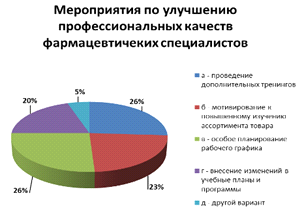 Мероприятия по улучшению
профессиональных качеств
фармацевтичеких специалистов
5%
20%
26%
26%
23%
а - проведение
дополнительных тренингов
б - мотивирование к
повышенному изучению
ассортимента товара
в - особое планирование
рабочего графика
г - внесение изменений в
учебные планы и
программы
д - другой вариант